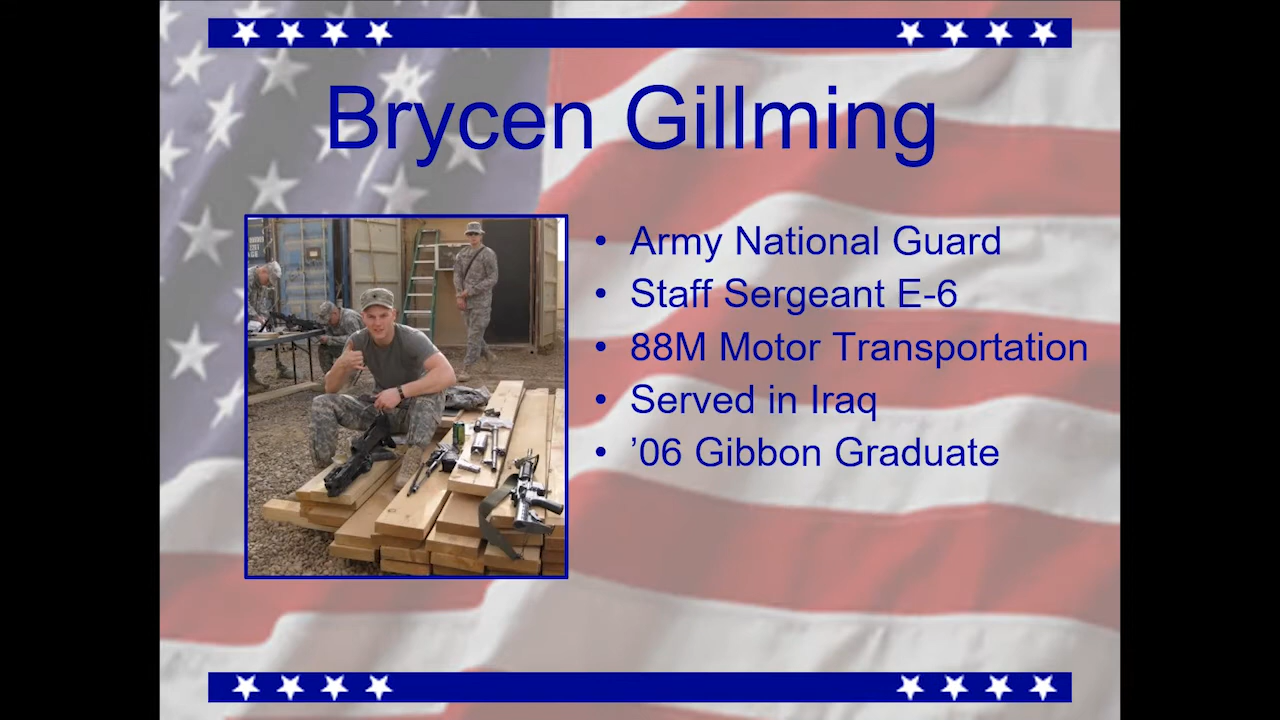 Brycen Gillming
• Army National Guard
• Staff Sergeant E-6
• 88M Motor Transportation
• Served in Iraq
• ’06 Gibbon Graduate